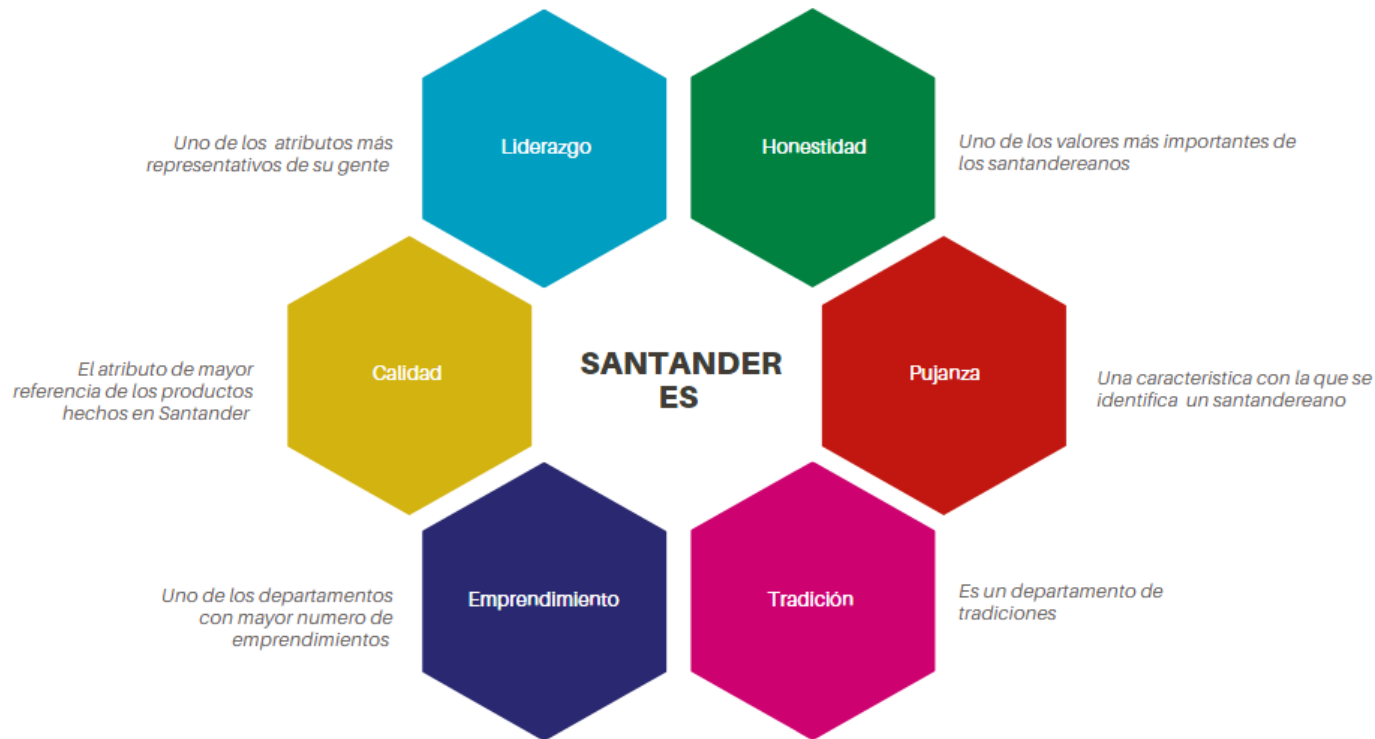 Liderazgo
Uno de los atributos más
representativos de su gente
Honestidad
Uno de los valores más importantes de
los santandereanos
Calidad
El atributo de mayor
referencia de los productos
hechos en Santander
SANTANDER
ES
Pujanza
Una caracteristica con la que se
identifica un santandereano
Emprendimiento
Uno de los departamentos
con mayor numero de
emprendimientos
Tradición
Es un departamento de
tradiciones